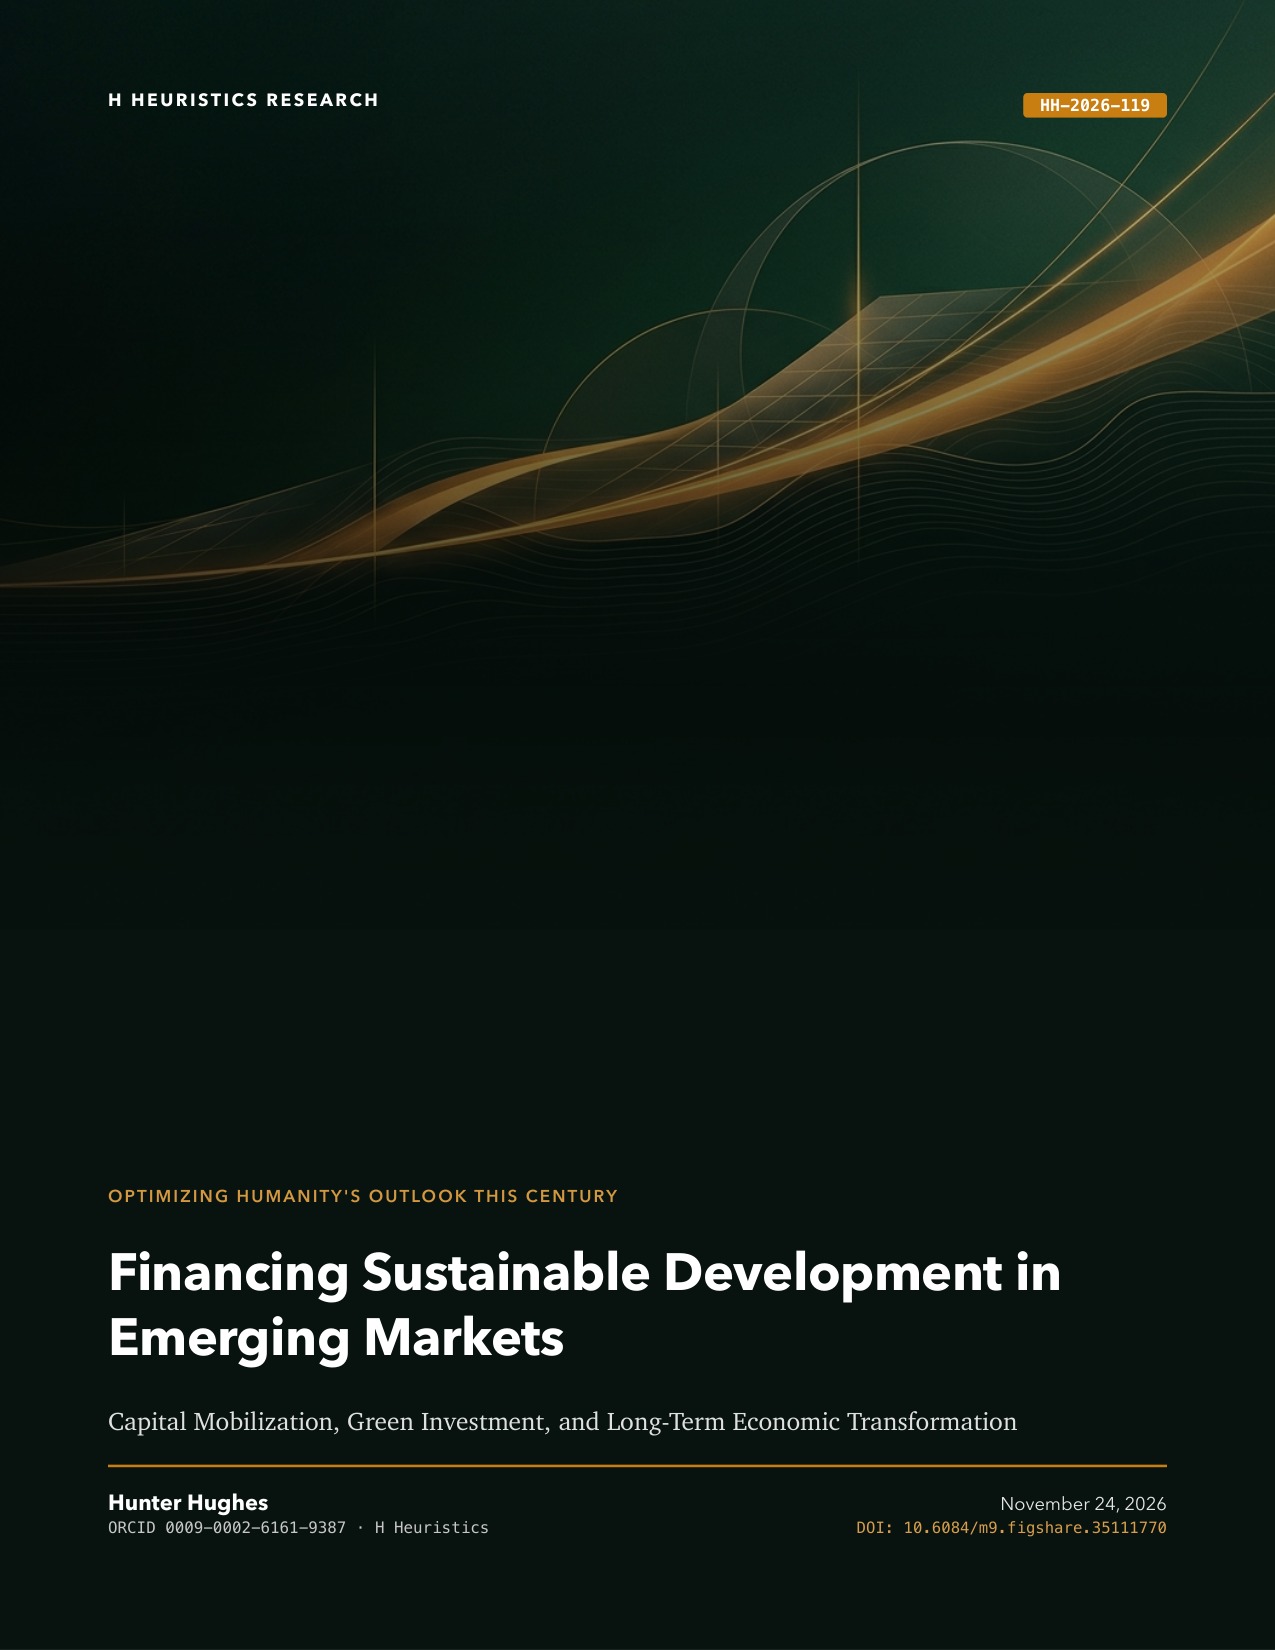 H HEURISTICS RESEARCH
HH-2026-119
OPTIMIZING HUMANITY'S OUTLOOK THIS CENTURY
Financing Sustainable Development in
Emerging Markets
Capital Mobilization, Green Investment, and Long-Term Economic Transformation
Hunter Hughes
November 24, 2026
ORCID 0009-0002-6161-9387 · H Heuristics
DOI: 10.6084/m9.figshare.35111770